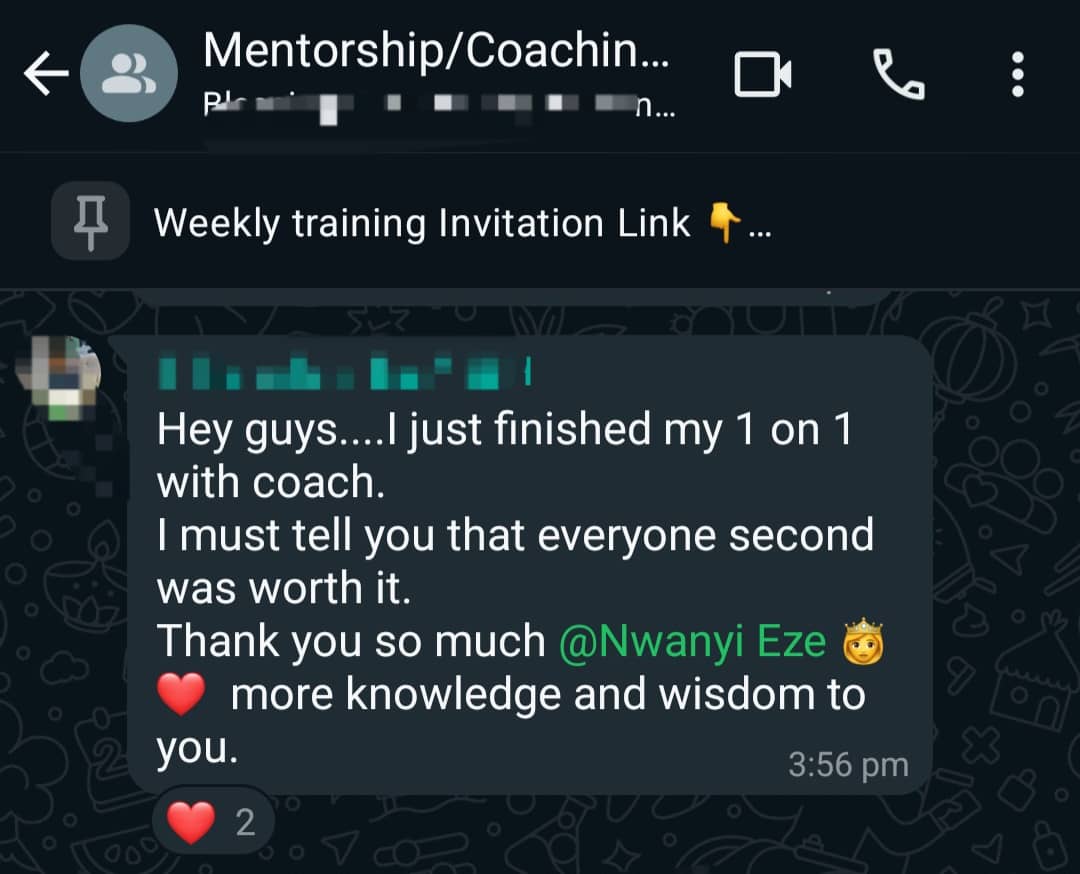 Mentorship/Coachin...
n...
Weekly training Invitation Link 👇...
Hey guys....I just finished my 1 on 1
with coach.
I must tell you that everyone second
was worth it.
Thank you so much @Nwanyi Eze 👸
❤️ more knowledge and wisdom to
you.
3:56 pm
❤️ 2